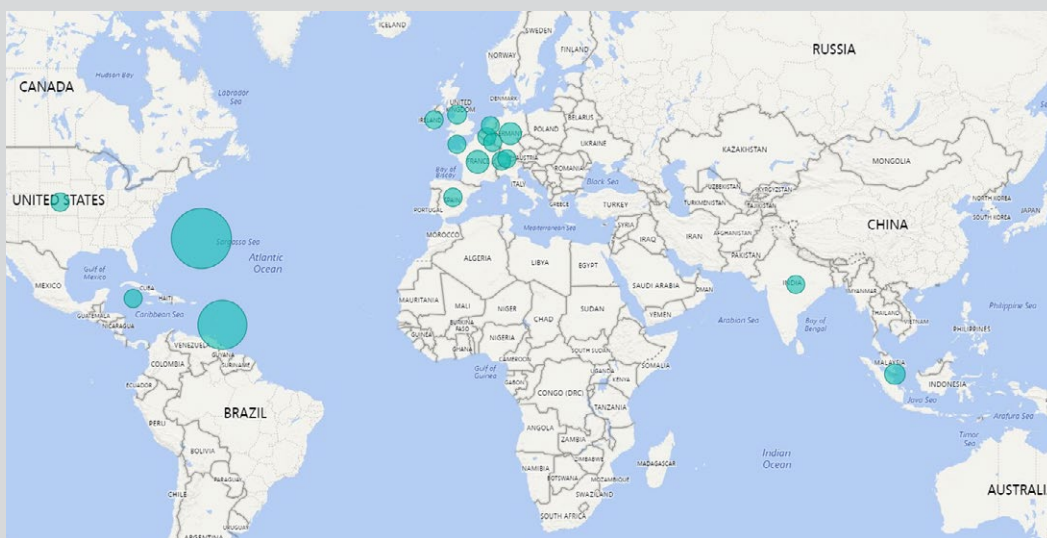 ICELAND
SWEDEN
FINLAND
NORWAY
RUSSIA
CANADA
Hudson Bay
Labrador
Sea
UNITED
KINGDOM
DENMARK
IRELAND
BELARUS
POLAND
GERMANY
UKRAINE
KAZAKHSTAN
MONGOLIA
FRANCE
AUSTRIA
ROMANIA
Bay of
Biscay
ITALY
Black Sea
UZBEKISTAN
KYRGYZSTAN
UNITED STATES
PORTUGAL
SPAIN
GREECE
TURKEY
TURKMENISTAN
TAJIKISTAN
NORTH KOREA
SOUTH KOREA
JAPAN
CHINA
Sargasso Sea
Atlantic
Ocean
Mediterranean Sea
MOROCCO
SYRIA
IRAQ
IRAN
AFGHANISTAN
PAKISTAN
Gulf of
Mexico
MEXICO
CUBA
HAITI
ALGERIA
LIBYA
EGYPT
SAUDI ARABIA
OMAN
INDIA
MYANMAR
GUATEMALA
NICARAGUA
Caribbean Sea
MAURITANIA
MALI
NIGER
CHAD
SUDAN
YEMEN
Arabian Sea
Bay of
Bengal
THAILAND
VIETNAM
Philippine Sea
PHILIPPINES
BURKINA
FASO
GUINEA
GHANA
NIGERIA
VENEZUELA
GUYANA
SURINAME
COLOMBIA
CAMEROON
SOUTH SUDAN
SOMALIA
Gulf of
Guinea
GABON
UGANDA
KENYA
MALAYSIA
INDONESIA
ECUADOR
CONGO (DRC)
TANZANIA
Java Sea
Arafura Sea
BRAZIL
PERU
ANGOLA
ZAMBIA
Timor
Sea
BOLIVIA
ZIMBABWE
MADAGASCAR
Indian
Ocean
NAMIBIA
BOTSWANA
MOZAMBIQUE
SWAZILAND
PARAGUAY
CHILE
AUSTRALIA
SOUTH AFRICA
URUGUAY
ARGENTINA